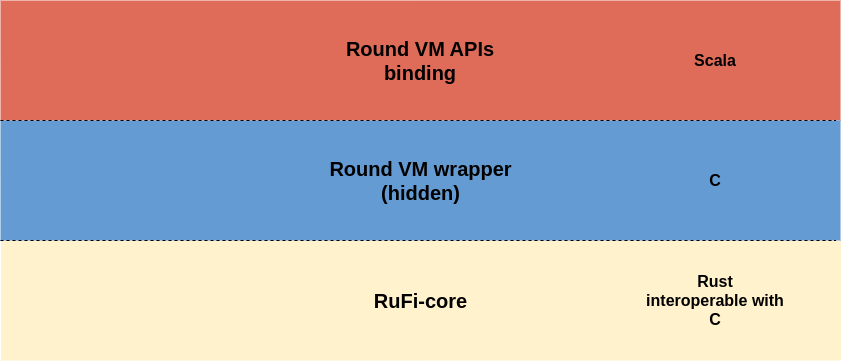 Round VM APIs
binding
Scala
Round VM wrapper
(hidden)
C
RuFi-core
Rust
interoperable with
C